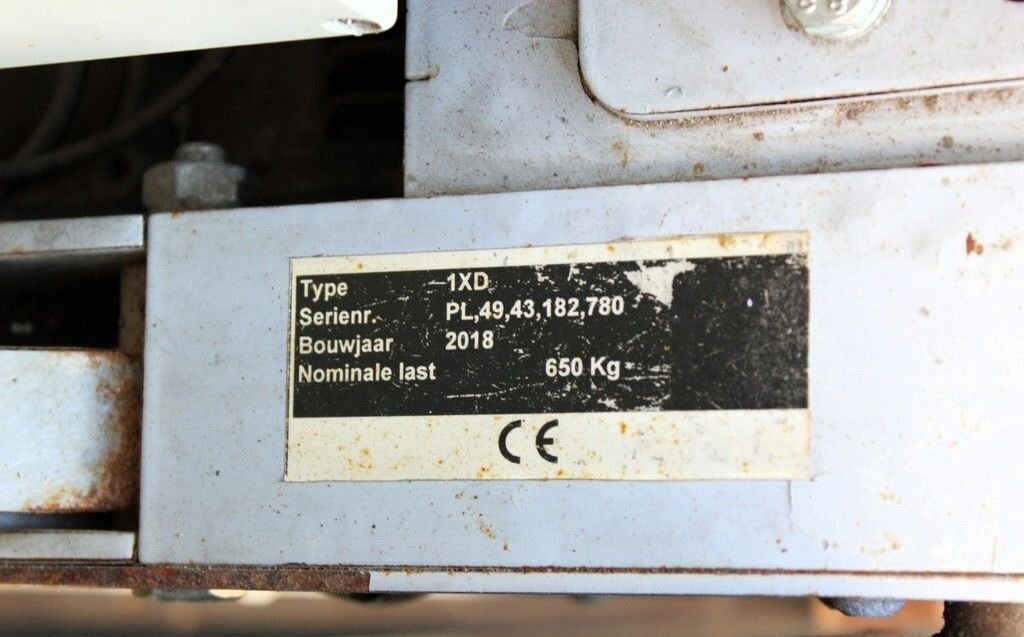 Type 1XD
Serienr. PL,49,43,182,780
Bouwjaar 2018
Nominale last 650 Kg
CE